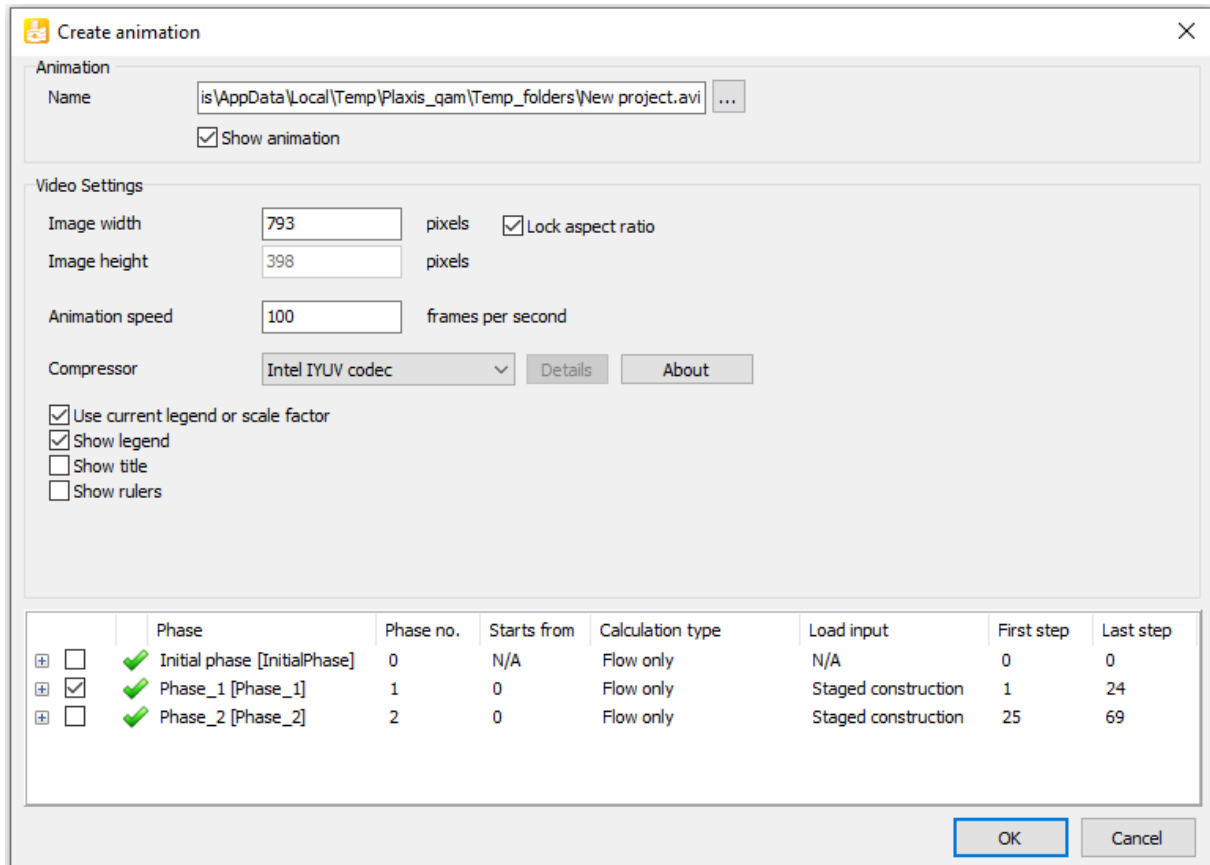 Create animation
Animation
Name is\AppData\Local\Temp\Plaxis_qam\Temp_folders\New project.avi ...
Show animation
Video Settings
Image width 793 pixels Lock aspect ratio
Image height 398 pixels
Animation speed 100 frames per second
Compressor Intel IYUV codec Details About
Use current legend or scale factor
Show legend
Show title
Show rulers
Phase Phase no. Starts from Calculation type Load input First step Last step
Initial phase [InitialPhase] 0 N/A Flow only N/A 0 0
Phase_1 [Phase_1] 1 0 Flow only Staged construction 1 24
Phase_2 [Phase_2] 2 0 Flow only Staged construction 25 69
OK Cancel